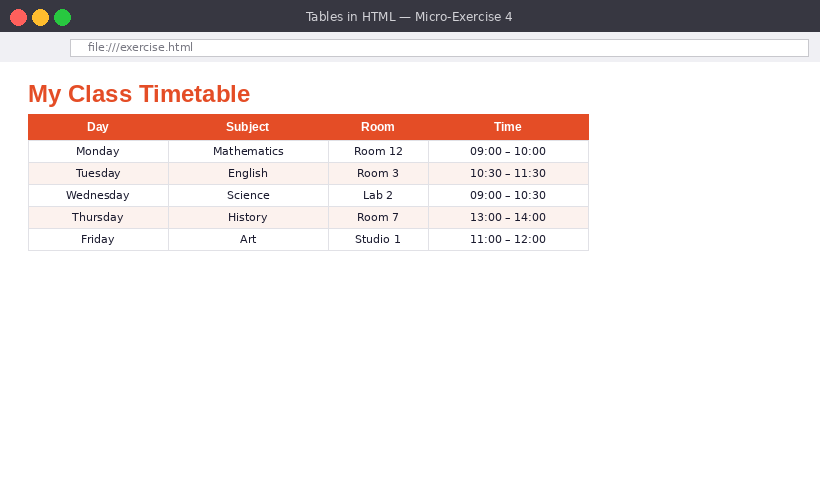 Tables in HTML — Micro-Exercise 4
file:///exercise.html
My Class Timetable
Day Subject Room Time
Monday Mathematics Room 12 09:00 – 10:00
Tuesday English Room 3 10:30 – 11:30
Wednesday Science Lab 2 09:00 – 10:30
Thursday History Room 7 13:00 – 14:00
Friday Art Studio 1 11:00 – 12:00